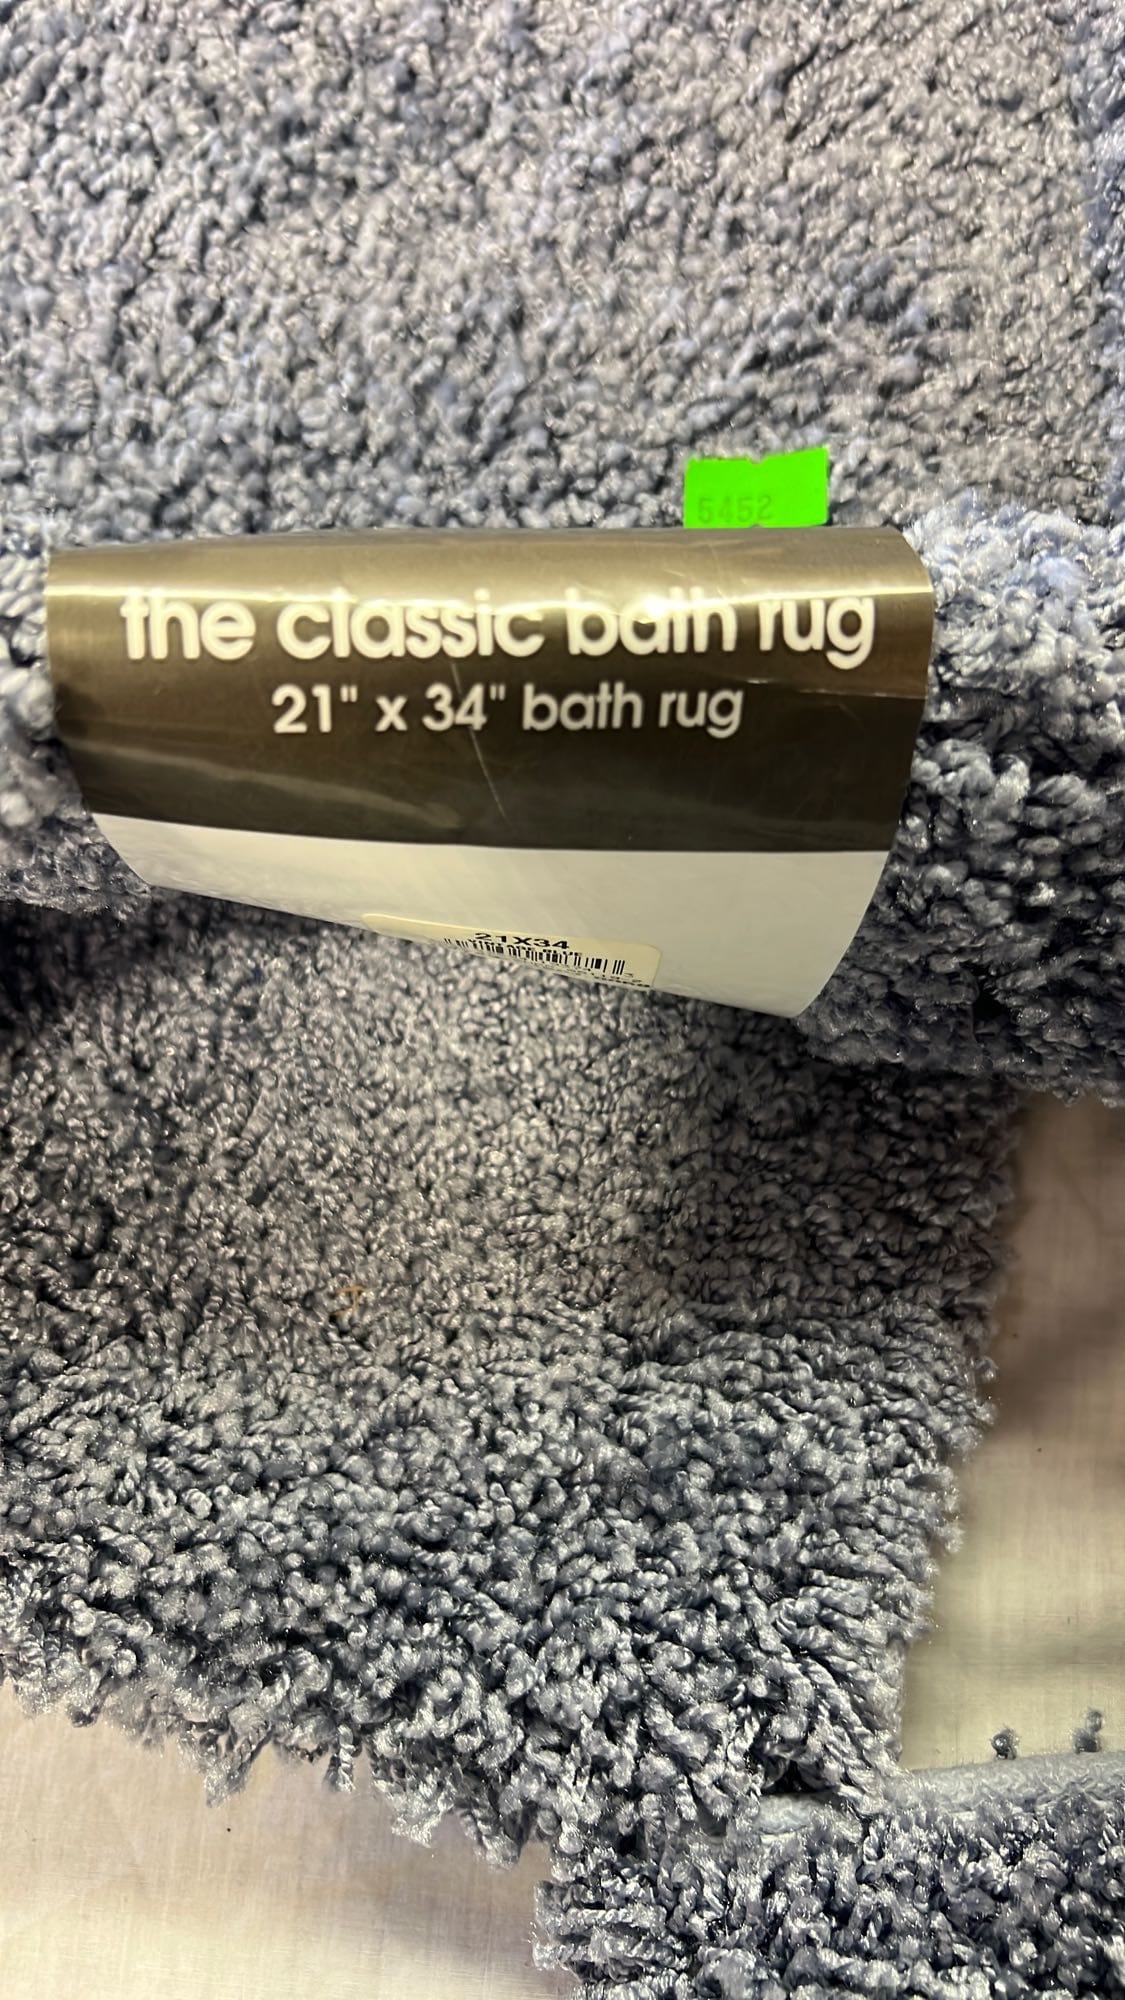 5452
the classic bath rug
21" x 34" bath rug
21X34